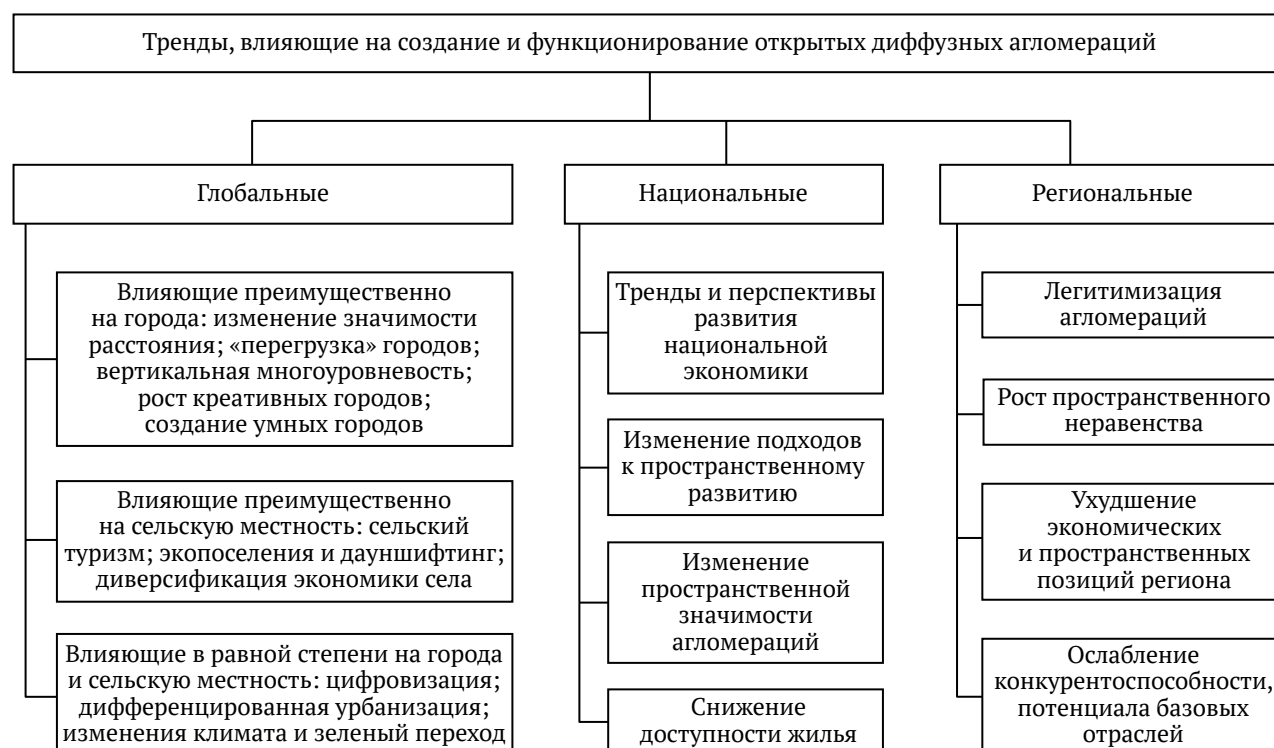 Тренды, влияющие на создание и функционирование открытых диффузных агломераций
Глобальные
Влияющие преимущественно
на города: изменение значимости
расстояния; «перегрузка» городов;
вертикальная многоуровневость;
рост креативных городов;
создание умных городов
Влияющие преимущественно
на сельскую местность: сельский
туризм; экопоселения и дауншифтинг;
диверсификация экономики села
Влияющие в равной степени на города
и сельскую местность: цифровизация;
дифференцированная урбанизация;
изменения климата и зеленый переход
Национальные
Тренды и перспективы
развития
национальной
экономики
Изменение подходов
к пространственному
развитию
Изменение
пространственной
значимости
агломераций
Снижение
доступности жилья
Региональные
Легитимизация
агломераций
Рост пространственного
неравенства
Ухудшение
экономических
и пространственных
позиций региона
Ослабление
конкурентоспособности,
потенциала базовых
отраслей